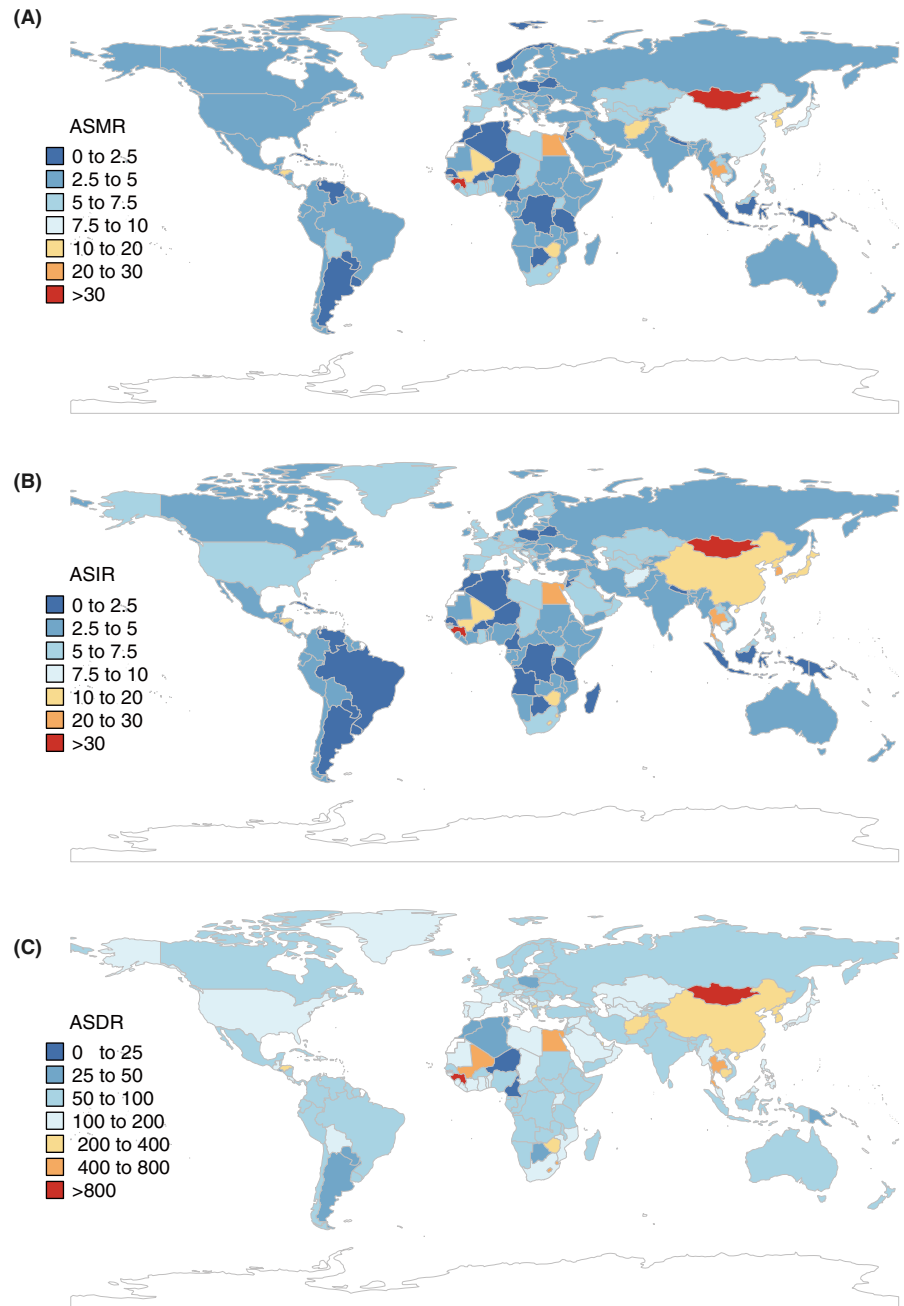 (A)
ASMR
0 to 2.5
2.5 to 5
5 to 7.5
7.5 to 10
10 to 20
20 to 30
>30
(B)
ASIR
0 to 2.5
2.5 to 5
5 to 7.5
7.5 to 10
10 to 20
20 to 30
>30
(C)
ASDR
0 to 25
25 to 50
50 to 100
100 to 200
200 to 400
400 to 800
>800